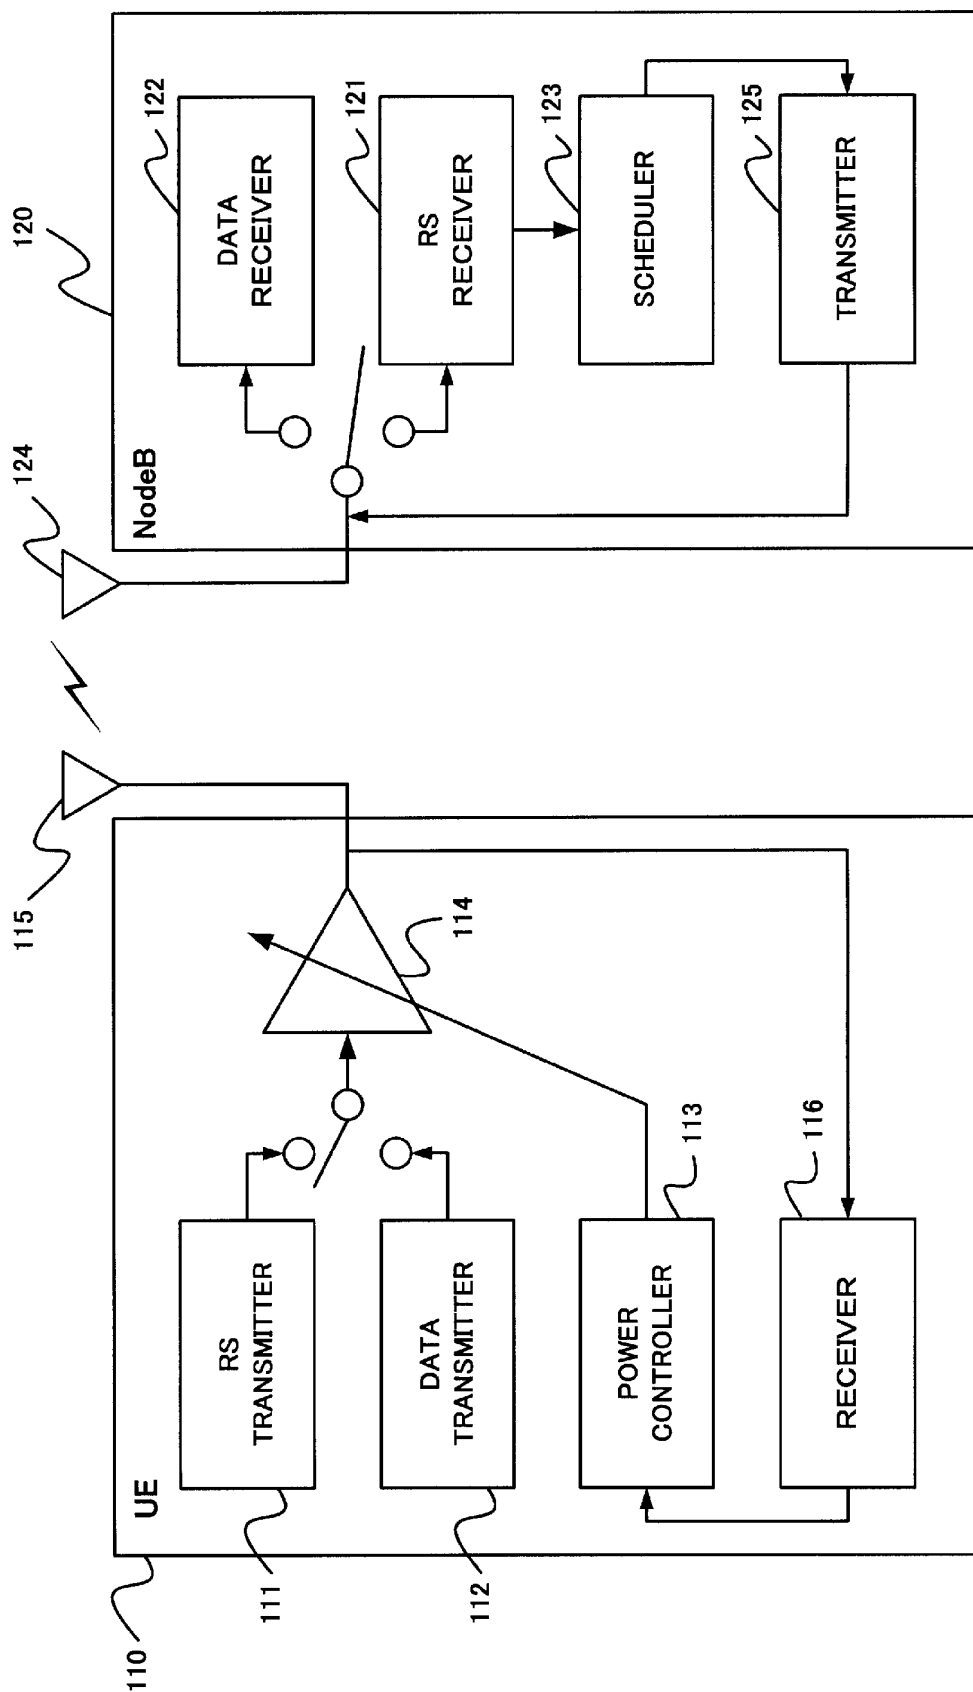 110
UE
111
RS
TRANSMITTER
112
DATA
TRANSMITTER
POWER
CONTROLLER
113
RECEIVER
116
114
115
124
120
NodeB
DATA
RECEIVER
122
RS
RECEIVER
121
SCHEDULER
123
TRANSMITTER
125